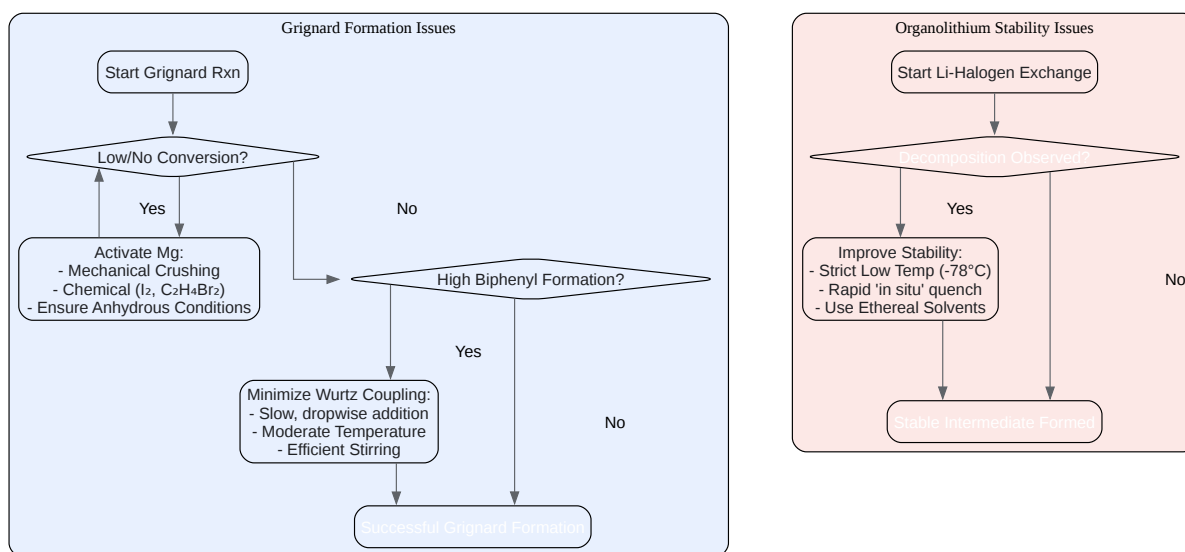 Grignard Formation Issues
Start Grignard Rxn
Low/No Conversion?
Yes
No
Activate Mg:
- Mechanical Crushing
- Chemical (I₂, C₂H₄Br₂)
- Ensure Anhydrous Conditions
High Biphenyl Formation?
Yes
No
Minimize Wurtz Coupling:
- Slow, dropwise addition
- Moderate Temperature
- Efficient Stirring
Successful Grignard Formation
Organolithium Stability Issues
Start Li-Halogen Exchange
Decomposition Observed?
Yes
No
Improve Stability:
- Strict Low Temp (-78°C)
- Rapid 'in situ' quench
- Use Ethereal Solvents
Stable Intermediate Formed